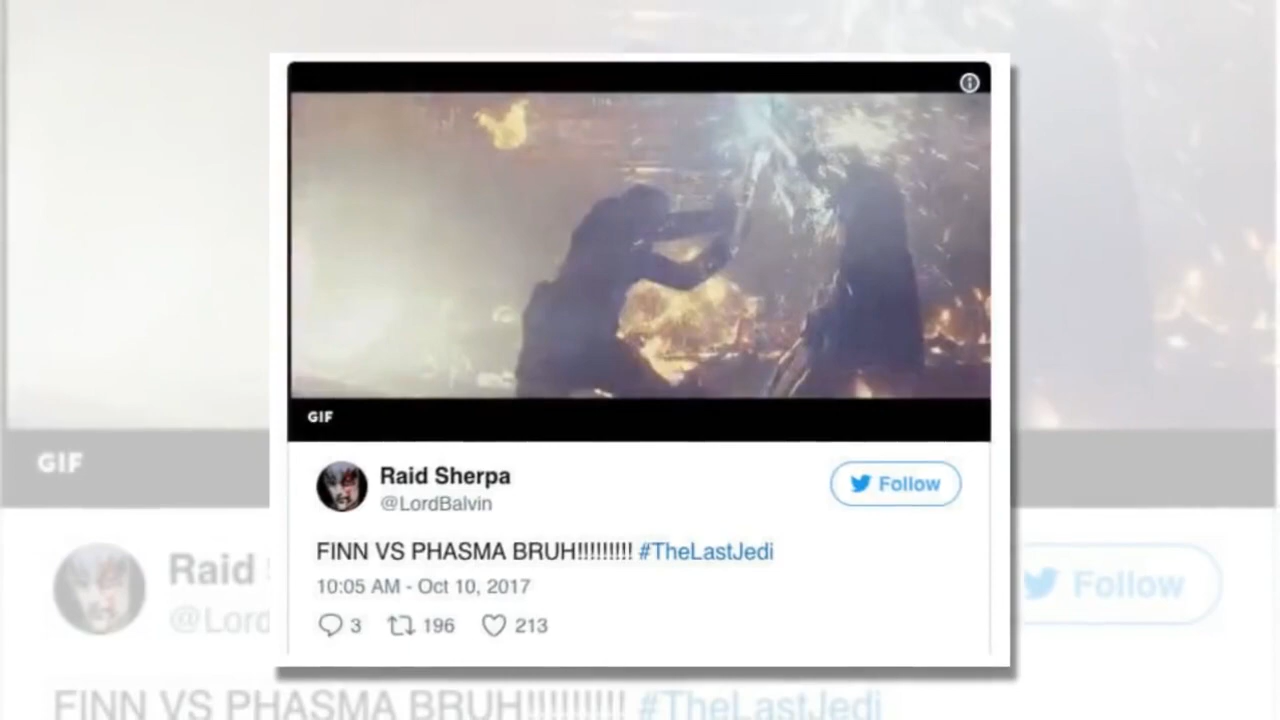 GIF
Raid Sherpa
@LordBalvin
Follow
FINN VS PHASMA BRUH!!!!!!!!! #TheLastJedi
10:05 AM - Oct 10, 2017
3 196 213
GIF
Raid
@Lord
Follow
FINN VS PHASMA BRUH!!!!!!!!! #TheLastJedi